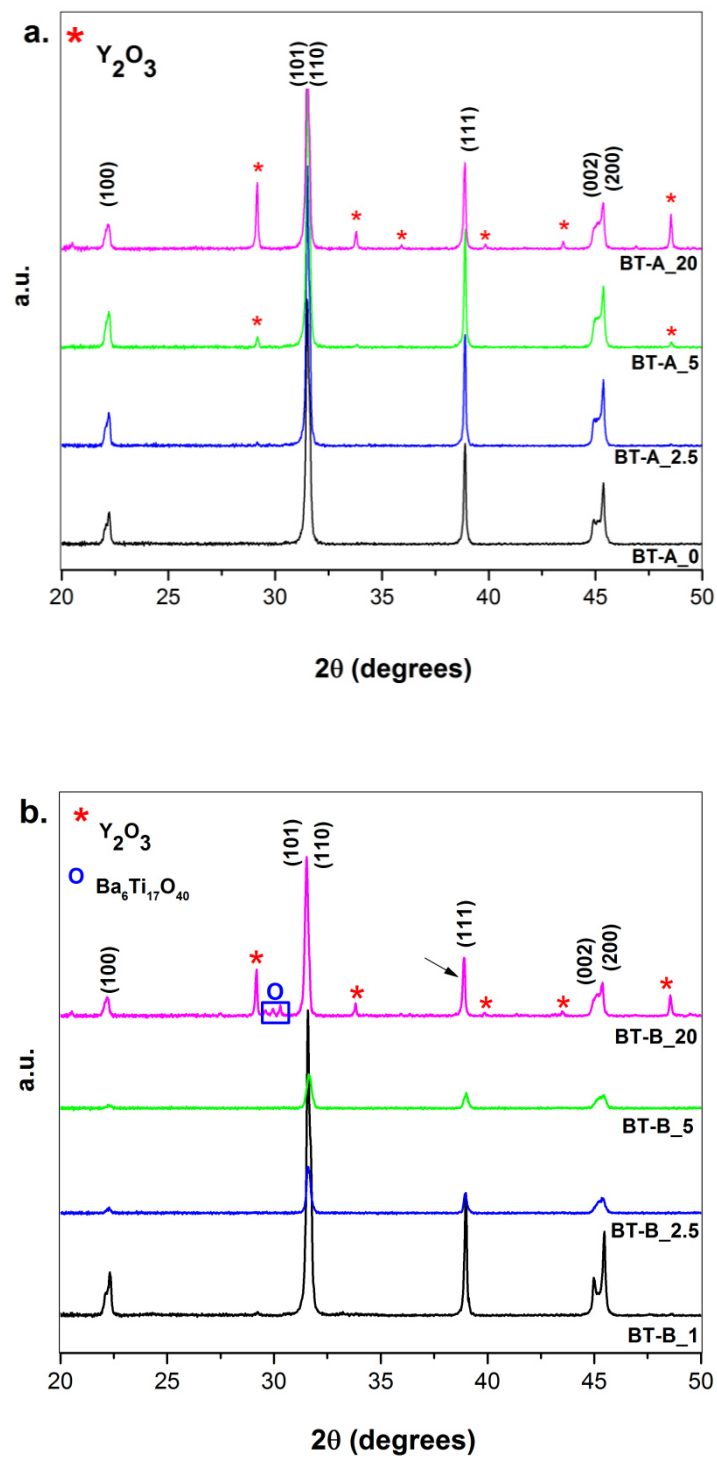 a.
* Y₂O₃
(100)
*
(101)
(110)
*
*
(111)
*
*
(002)
(200)
*
BT-A_20
*
*
BT-A_5
BT-A_2.5
BT-A_0
a.u.
20 25 30 35 40 45 50
2θ (degrees)
b.
* Y₂O₃
O Ba₆Ti₁₇O₄₀
(100)
*
O
(101)
(110)
*
(111)
*
*
(002)
(200)
*
BT-B_20
BT-B_5
BT-B_2.5
BT-B_1
a.u.
20 25 30 35 40 45 50
2θ (degrees)